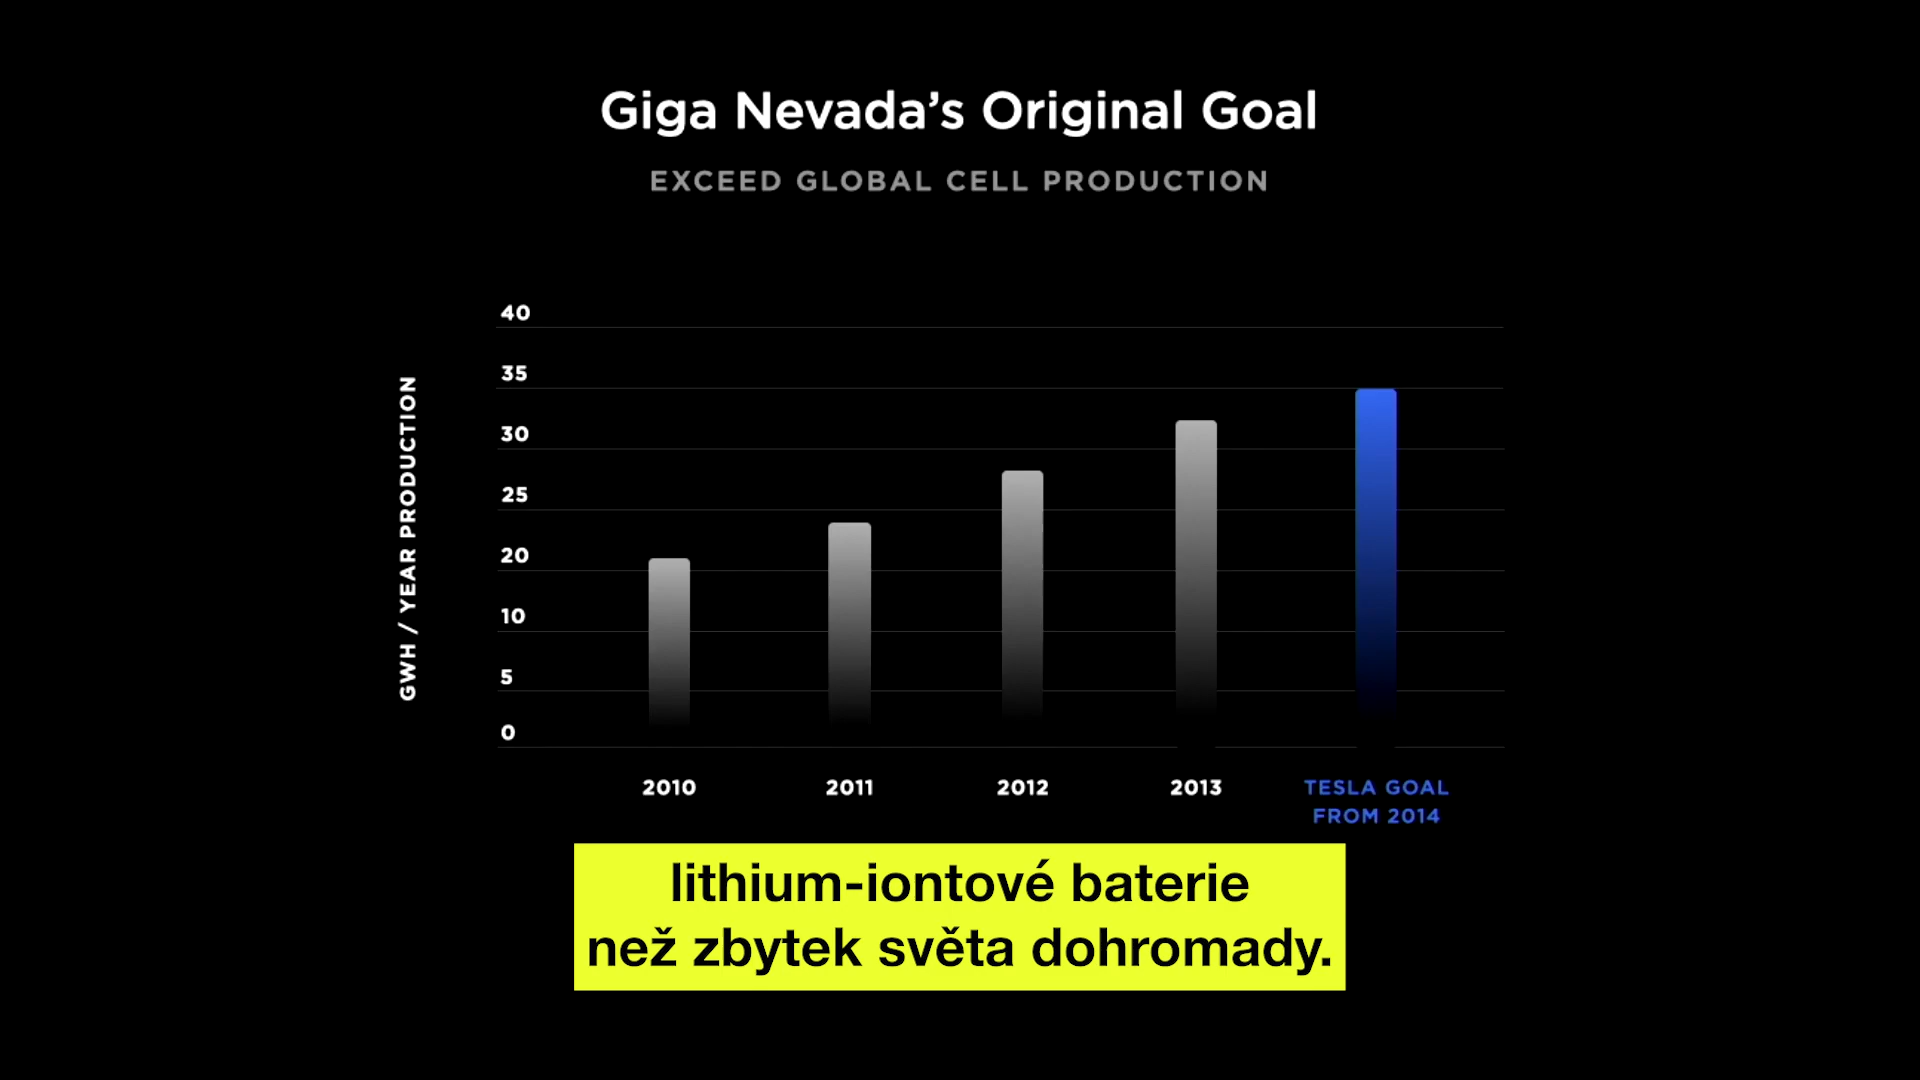 Giga Nevada’s Original Goal
EXCEED GLOBAL CELL PRODUCTION
GWH / YEAR PRODUCTION
40
35
30
25
20
10
5
0
2010
2011
2012
2013
TESLA GOAL
FROM 2014
lithium-iontové baterie
než zbytek světa dohromady.